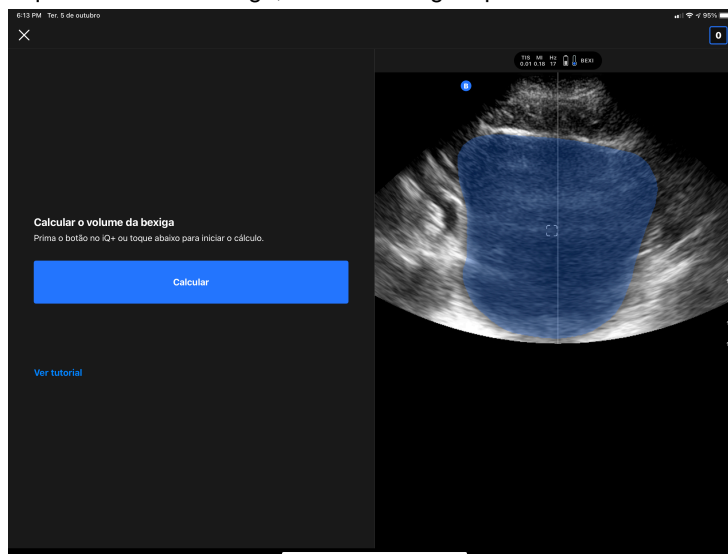 6:13 PM Ter. 5 de outubro
95%
0
TIS MI Hz
0.01 0.18 17
BEXI
B
Calcular o volume da bexiga
Prima o botão no iQ+ ou toque abaixo para iniciar o cálculo.
Calcular
Ver tutorial